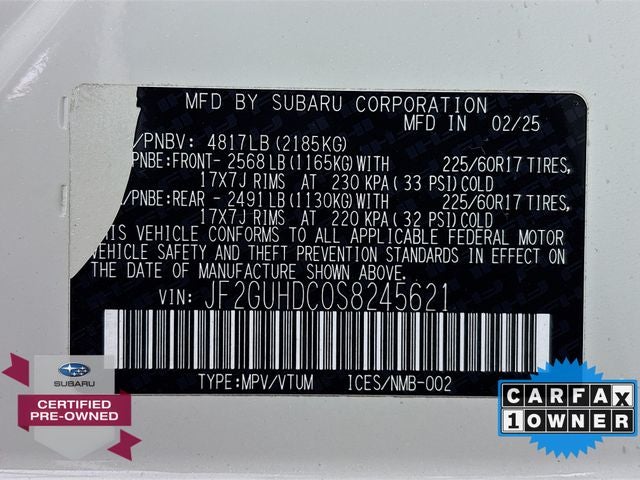 MFD BY SUBARU CORPORATION
MFD IN 02/25
/PNBV: 4817LB (2185KG)
/PNBE:FRONT- 2568 LB (1165KG) WITH 225/60R17 TIRES,
17X7J RIMS AT 230 KPA (33 PSI) COLD
/PNBE:REAR - 2491 LB (1130KG) WITH 225/60R17 TIRES,
17X7J RIMS AT 220 KPA (32 PSI) COLD
THIS VEHICLE CONFORMS TO ALL APPLICABLE FEDERAL MOTOR
VEHICLE SAFETY AND THEFT PREVENTION STANDARDS IN EFFECT
ON THE DATE OF MANUFACTURE SHOWN ABOVE.
VIN: JF2GUHDC0S8245621
TYPE:MPV/VTUM ICES/NMB-002
SUBARU
CERTIFIED
PRE-OWNED
CARFAX
1 OWNER